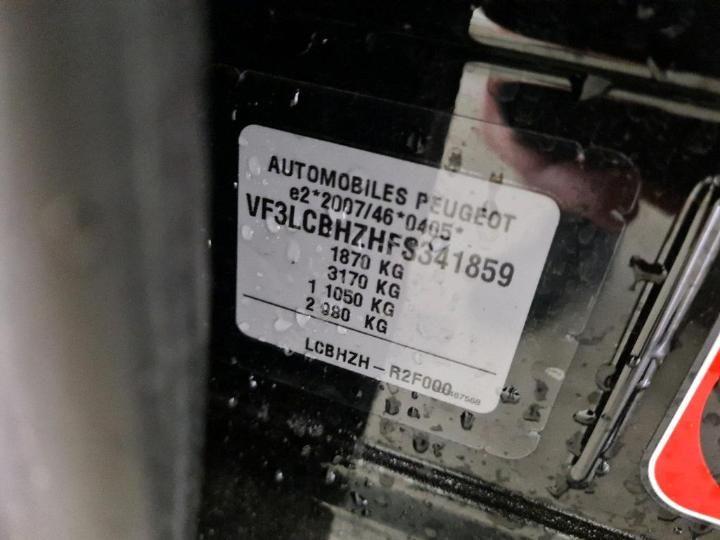 AUTOMOBILES PEUGEOT
e2*2007/46*0405*
VF3LCBHZHFS341859
1870 KG
3170 KG
1 1050 KG
2 980 KG
LCBHZH – R2F000